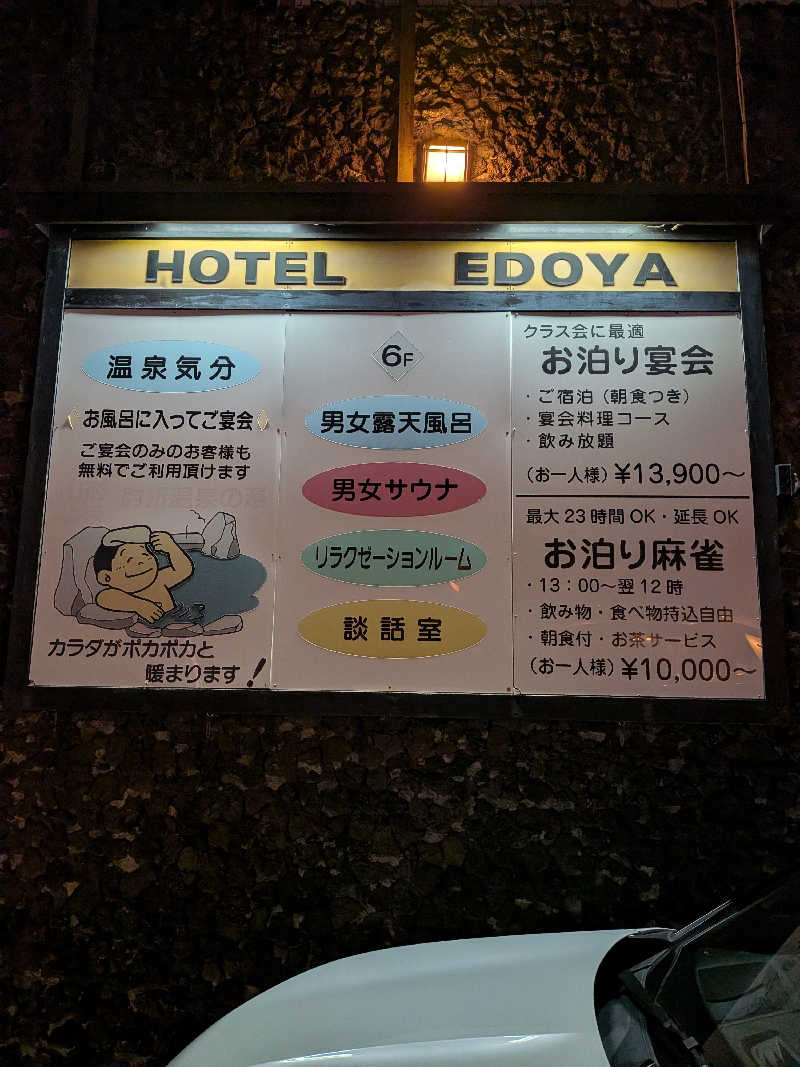 HOTEL EDOYA
温泉気分
お風呂に入ってご宴会
ご宴会のみのお客様も
無料でご利用頂けます
カラダがポカポカと
暖まります!
6F
男女露天風呂
男女サウナ
リラクゼーションルーム
談話室
クラス会に最適
お泊り宴会
・ご宿泊(朝食つき)
・宴会料理コース
・飲み放題
(お一人様)¥13,900~
最大23時間OK・延長OK
お泊り麻雀
・13:00~翌12時
・飲み物・食べ物持込自由
・朝食付・お茶サービス
(お一人様)¥10,000~